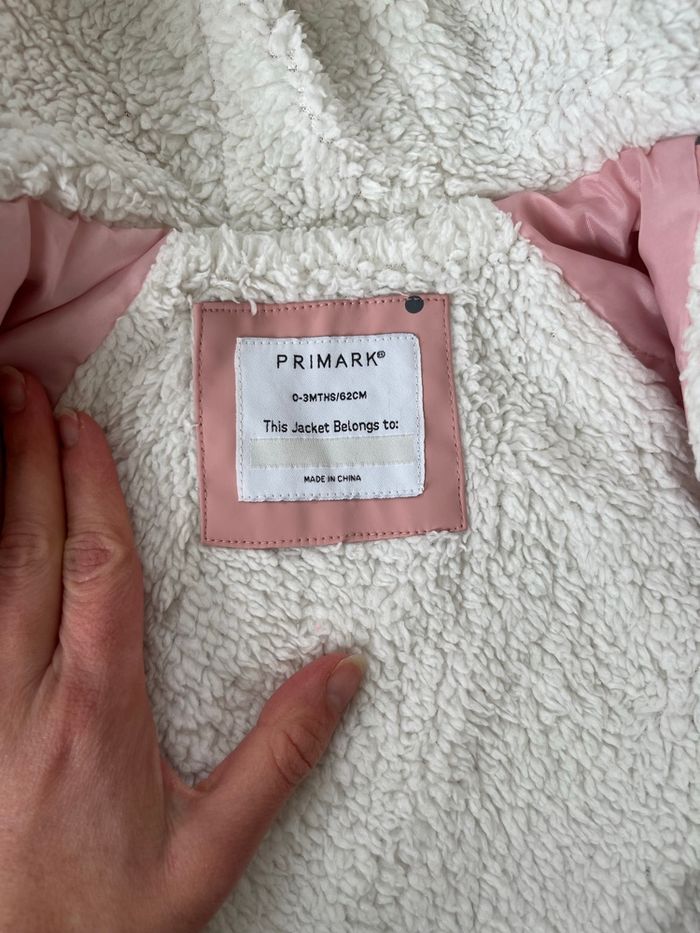 PRIMARK®
0-3MTHS/62CM
This Jacket Belongs to:
MADE IN CHINA